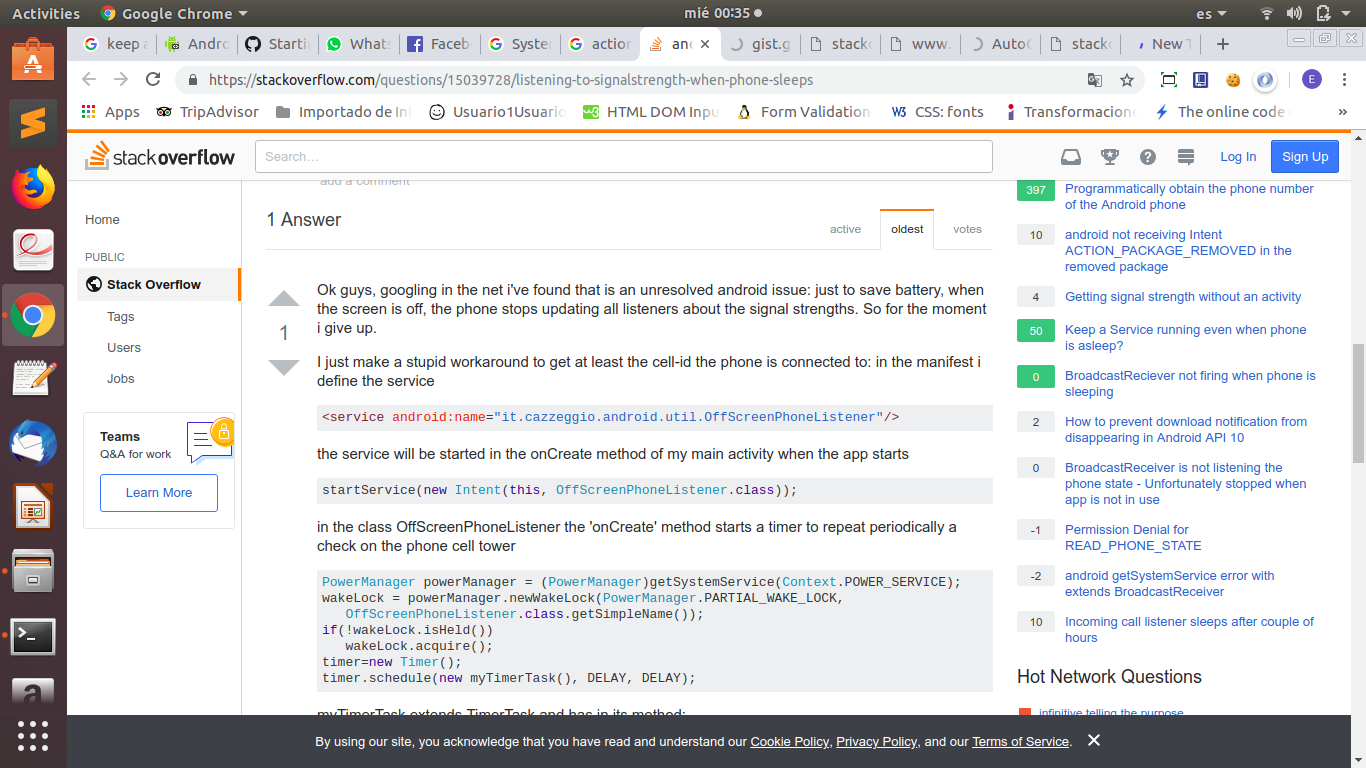 Activities
Google Chrome
mié 00:35
es
keep a
Andro
Starti
Whats
Faceb
Syster
action
and
gist.g
stack
www.
AutoC
stack
New T
https://stackoverflow.com/questions/15039728/listening-to-signalstrength-when-phone-sleeps
E
Apps
TripAdvisor
Importado de In
Usuario1Usuario
HTML DOM Inpu
Form Validation
CSS: fonts
Transformacione
The online code
»
stackoverflow
Search…
Log In
Sign Up
Home
PUBLIC
Stack Overflow
Tags
Users
Jobs
Teams
Q&A for work
Learn More
add a comment
1 Answer
active
oldest
votes
1
Ok guys, googling in the net i've found that is an unresolved android issue: just to save battery, when
the screen is off, the phone stops updating all listeners about the signal strengths. So for the moment
i give up.
I just make a stupid workaround to get at least the cell-id the phone is connected to: in the manifest i
define the service
<service android:name="it.cazzeggio.android.util.OffScreenPhoneListener"/>
the service will be started in the onCreate method of my main activity when the app starts
startService(new Intent(this, OffScreenPhoneListener.class));
in the class OffScreenPhoneListener the 'onCreate' method starts a timer to repeat periodically a
check on the phone cell tower
PowerManager powerManager = (PowerManager)getSystemService(Context.POWER_SERVICE);
wakeLock = powerManager.newWakeLock(PowerManager.PARTIAL_WAKE_LOCK,
OffScreenPhoneListener.class.getSimpleName());
if(!wakeLock.isHeld())
wakeLock.acquire();
timer=new Timer();
timer.schedule(new myTimerTask(), DELAY, DELAY);
myTimerTask extends TimerTask and has in its method:
397
Programmatically obtain the phone number
of the Android phone
10
android not receiving Intent
ACTION_PACKAGE_REMOVED in the
removed package
4
Getting signal strength without an activity
50
Keep a Service running even when phone
is asleep?
0
BroadcastReciever not firing when phone is
sleeping
2
How to prevent download notification from
disappearing in Android API 10
0
BroadcastReceiver is not listening the
phone state - Unfortunately stopped when
app is not in use
-1
Permission Denial for
READ_PHONE_STATE
-2
android getSystemService error with
extends BroadcastReceiver
10
Incoming call listener sleeps after couple of
hours
Hot Network Questions
infinitive telling the purpose
By using our site, you acknowledge that you have read and understand our Cookie Policy, Privacy Policy, and our Terms of Service.